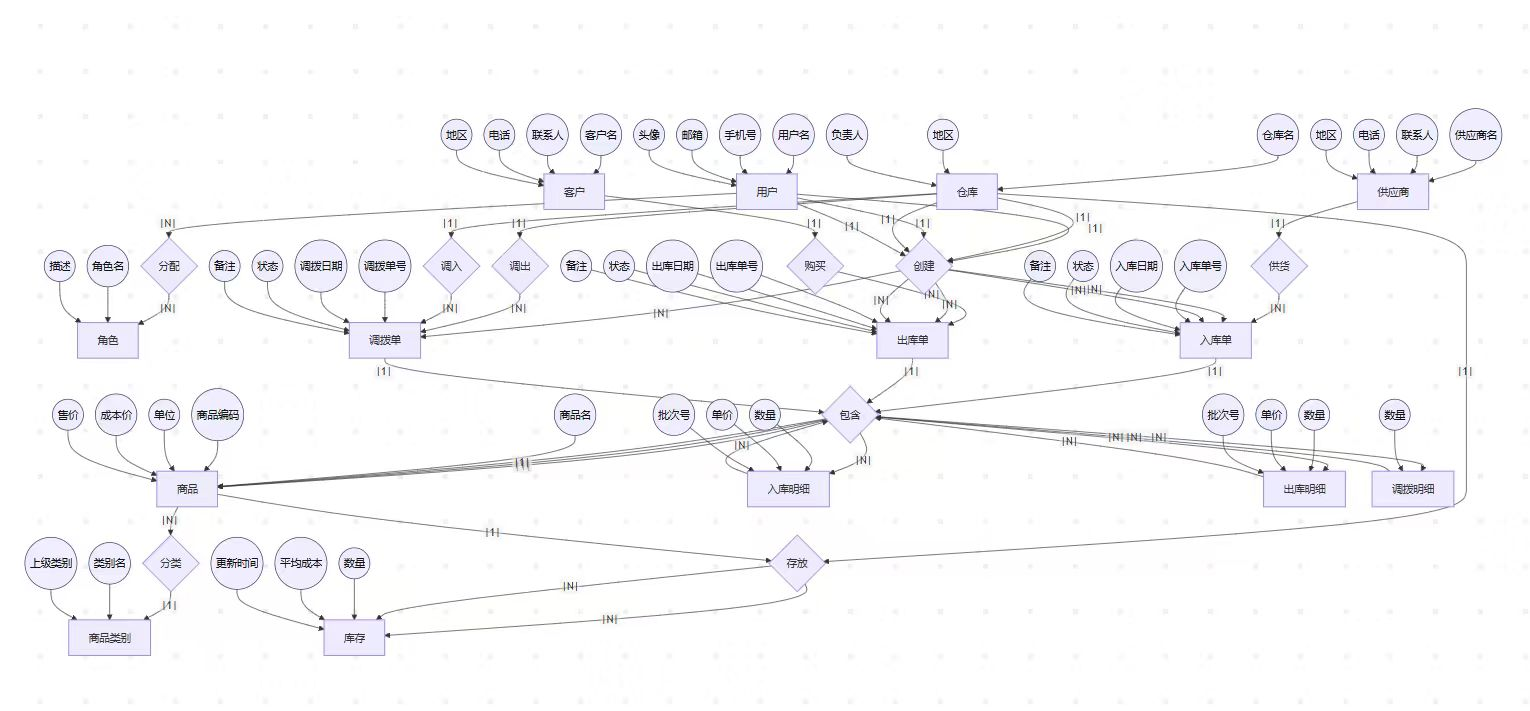 地区
电话
联系人
客户名
头像
邮箱
手机号
用户名
负责人
地区
仓库名
地区
电话
联系人
供应商名
客户
用户
仓库
供应商
|N|
|1|
|1|
|1|
|1|
|1|
|1|
|1|
|1|
|1|
描述
角色名
分配
备注
状态
调拨日期
调拨单号
调入
调出
备注
状态
出库日期
出库单号
购买
创建
备注
状态
入库日期
入库单号
供货
|N|
|N|
|N|
|N|
|N|
|N|
|N|
|N|
|N|
|N|
角色
调拨单
出库单
入库单
|1|
|1|
|1|
|1|
售价
成本价
单位
商品编码
商品名
批次号
单价
数量
包含
批次号
单价
数量
数量
|1|
|N|
|N|
|N|
|N|
|N|
|N|
商品
入库明细
出库明细
调拨明细
|N|
|1|
上级类别
类别名
分类
更新时间
平均成本
数量
存放
|1|
|N|
|N|
商品类别
库存